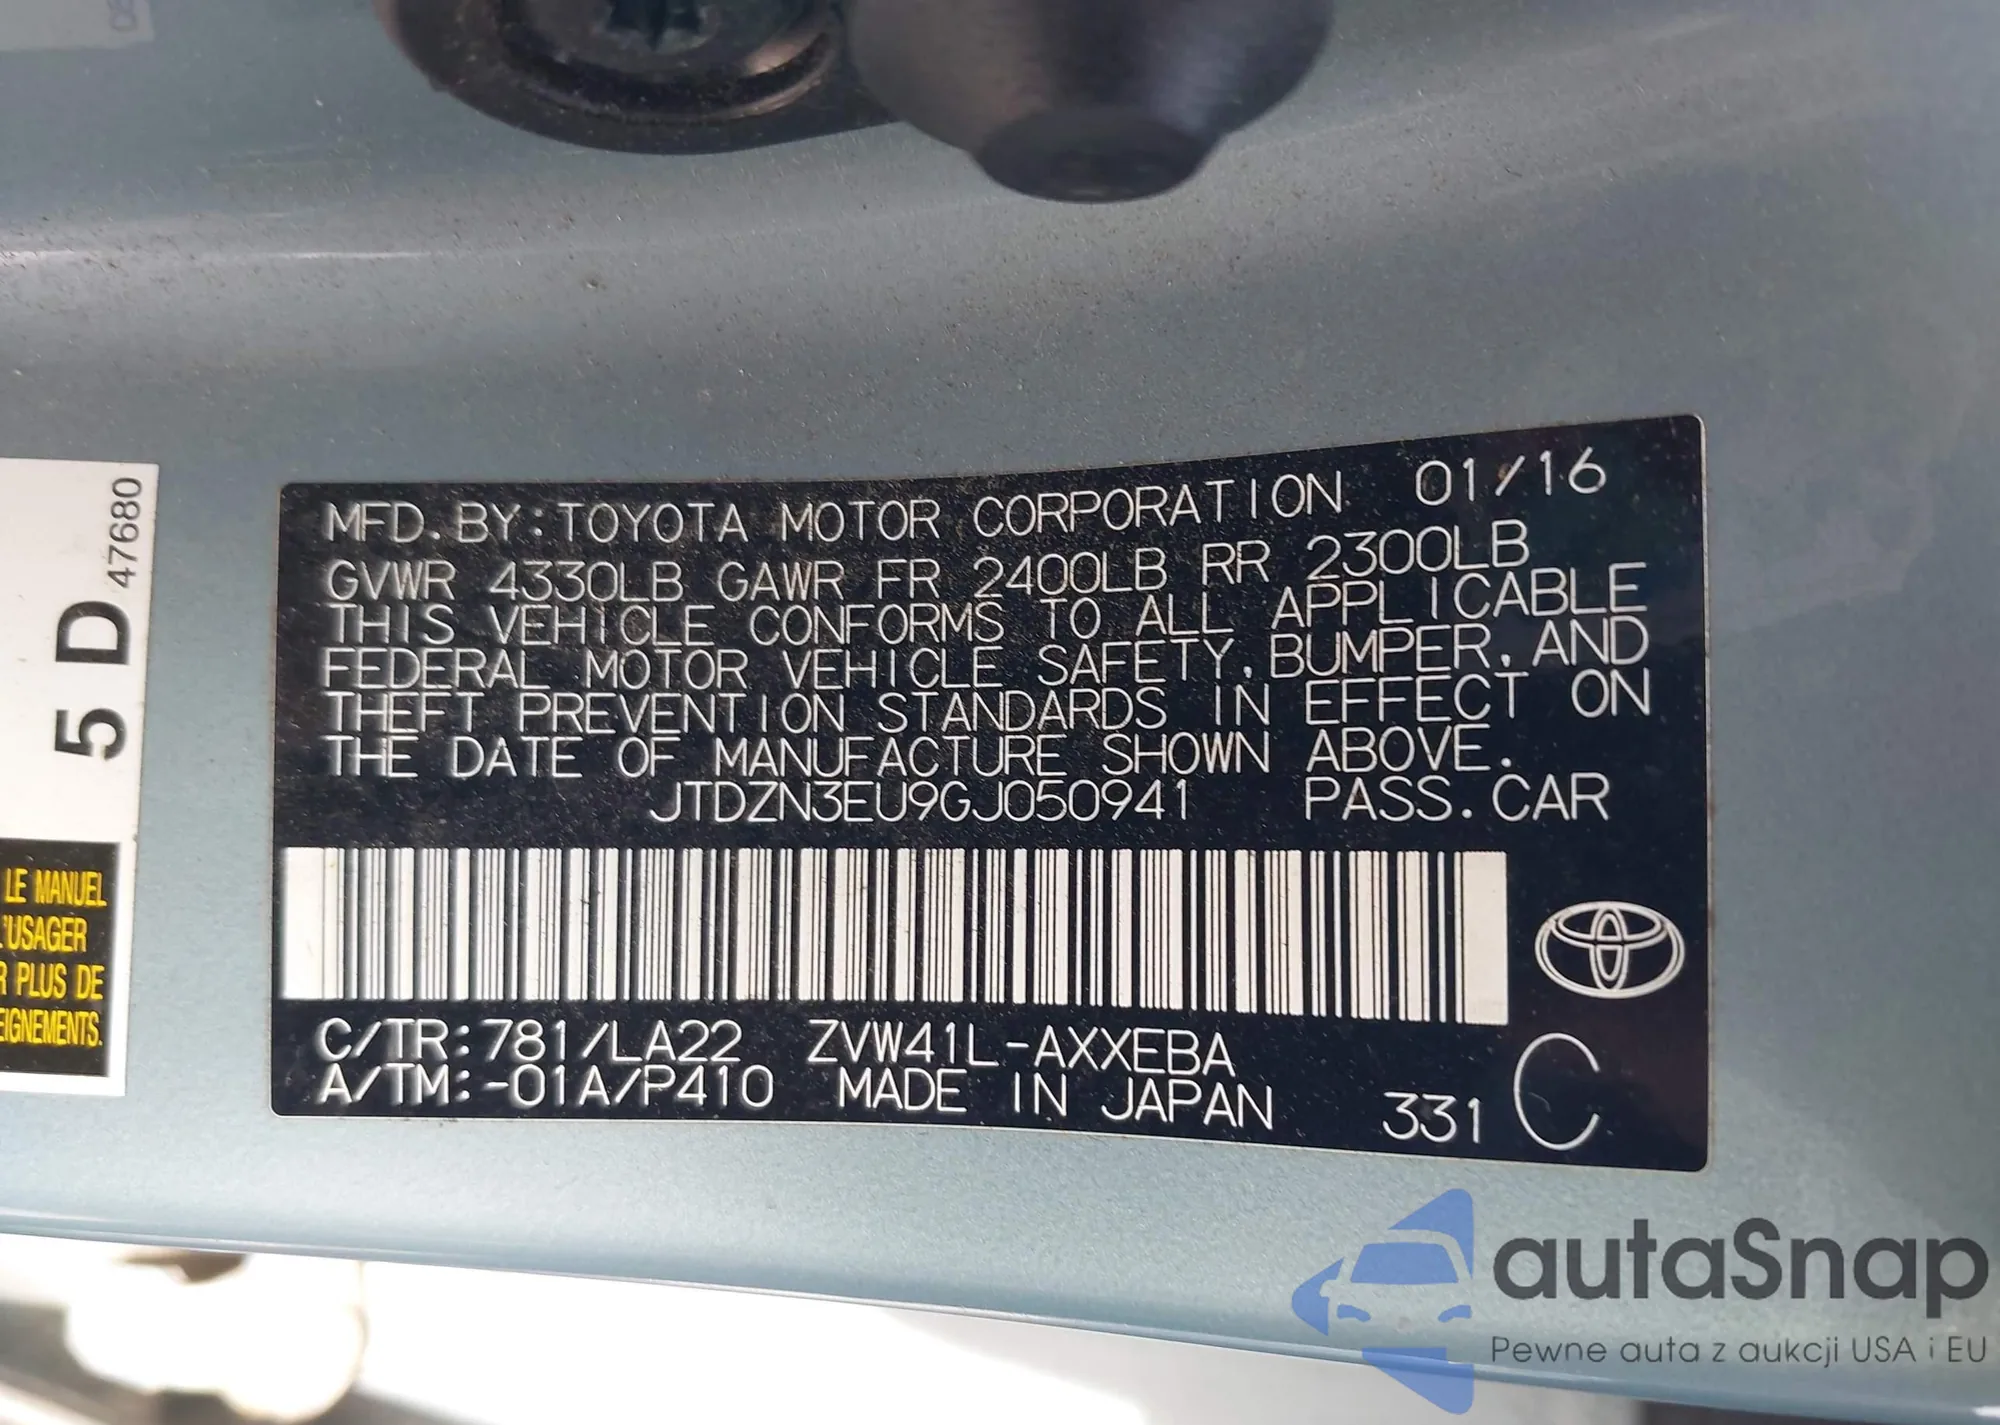 MFD. BY:TOYOTA MOTOR CORPORATION 01/16
GVWR 4330LB GAWR FR 2400LB RR 2300LB
THIS VEHICLE CONFORMS TO ALL APPLICABLE
FEDERAL MOTOR VEHICLE SAFETY, BUMPER, AND
THEFT PREVENTION STANDARDS IN EFFECT ON
THE DATE OF MANUFACTURE SHOWN ABOVE.
JTDZN3EU9GJ050941 PASS. CAR
C/TR:781/LA22 ZVW41L-AXXEBA
A/TM:-01A/P410 MADE IN JAPAN 331 C
5 D 47680
LE MANUEL
L'USAGER
R PLUS DE
EIGNEMENTS.
autaSnap
Pewne auta z aukcji USA i EU